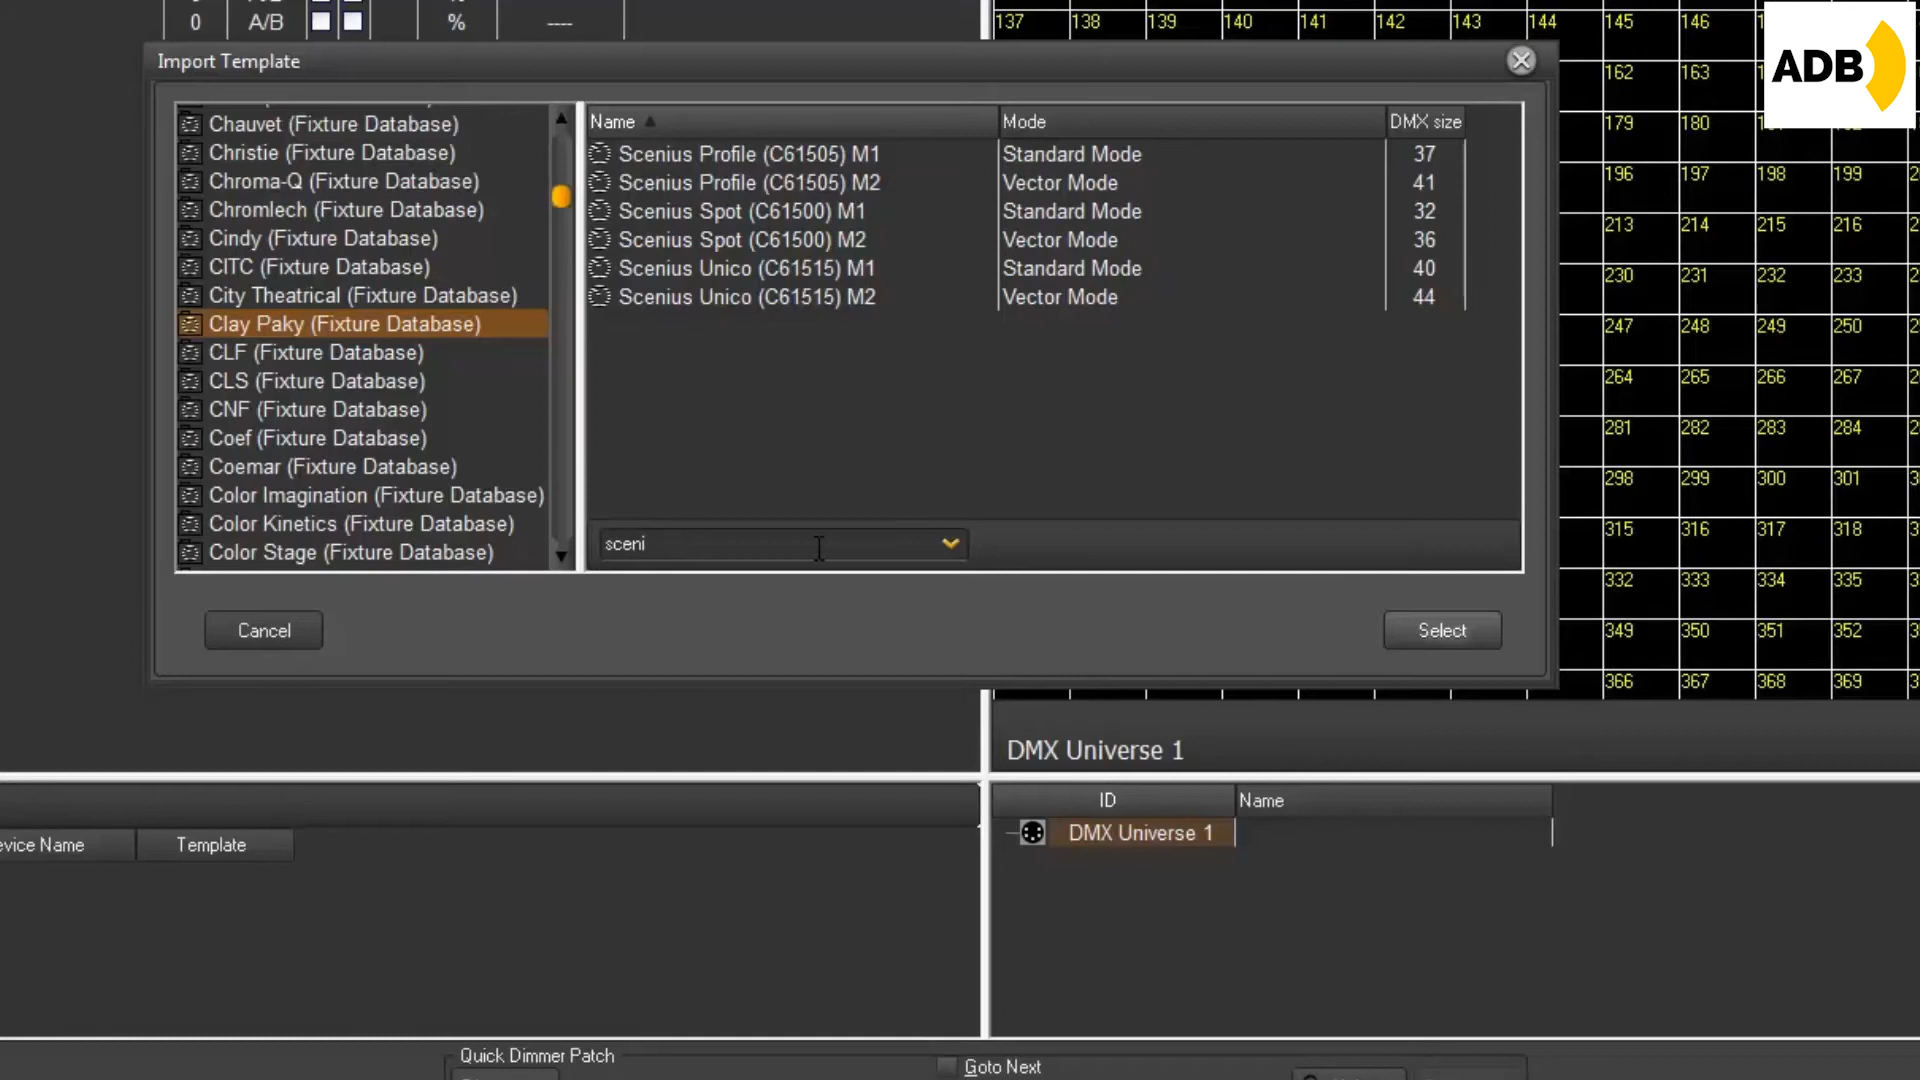 0 A/B % ----
137 138 139 140 141 142 143 144 145 146
ADB
Import Template
162 163
179 180
196 197 198 199
213 214 215 216
230 231 232 233
247 248 249 250
264 265 266 267
281 282 283 284
298 299 300 301
315 316 317 318
332 333 334 335
349 350 351 352
366 367 368 369
Chauvet (Fixture Database)
Christie (Fixture Database)
Chroma-Q (Fixture Database)
Chromlech (Fixture Database)
Cindy (Fixture Database)
CITC (Fixture Database)
City Theatrical (Fixture Database)
Clay Paky (Fixture Database)
CLF (Fixture Database)
CLS (Fixture Database)
CNF (Fixture Database)
Coef (Fixture Database)
Coemar (Fixture Database)
Color Imagination (Fixture Database)
Color Kinetics (Fixture Database)
Color Stage (Fixture Database)
Name Mode DMX size
Scenius Profile (C61505) M1 Standard Mode 37
Scenius Profile (C61505) M2 Vector Mode 41
Scenius Spot (C61500) M1 Standard Mode 32
Scenius Spot (C61500) M2 Vector Mode 36
Scenius Unico (C61515) M1 Standard Mode 40
Scenius Unico (C61515) M2 Vector Mode 44
sceni
Cancel
Select
DMX Universe 1
ID Name
DMX Universe 1
evice Name Template
Quick Dimmer Patch
Goto Next